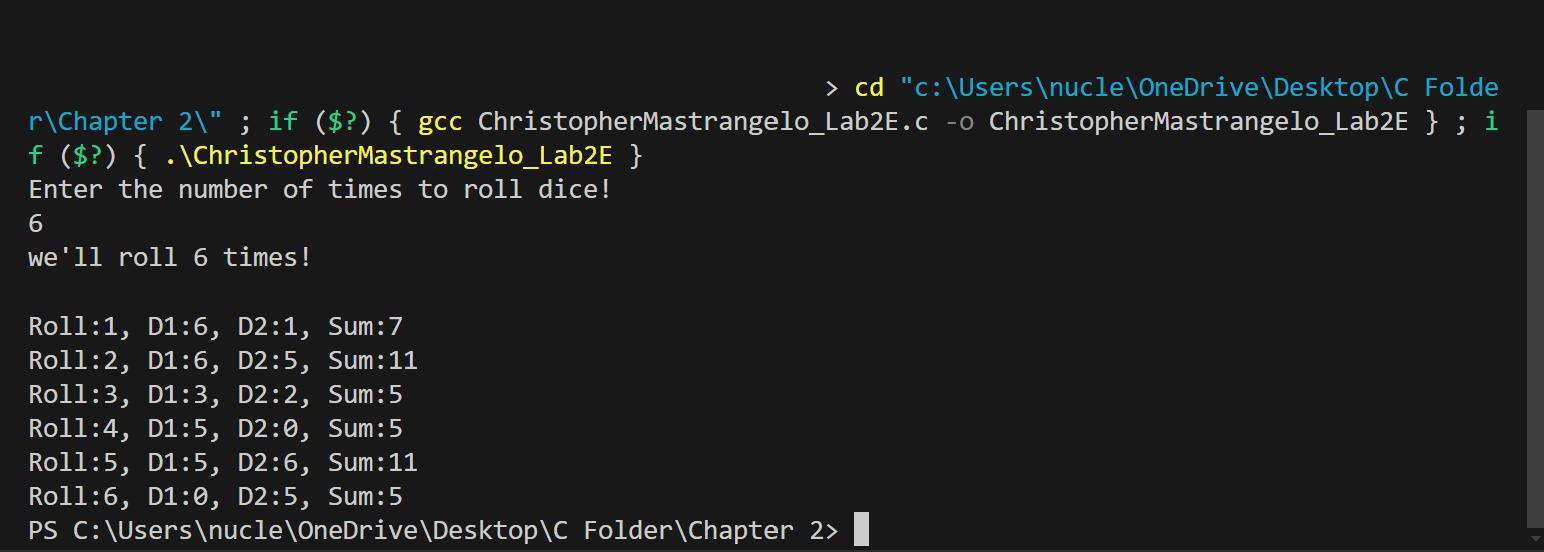 > cd "c:\Users\nucle\OneDrive\Desktop\C Folde
r\Chapter 2\" ; if ($?) { gcc ChristopherMastrangelo_Lab2E.c -o ChristopherMastrangelo_Lab2E } ; i
f ($?) { .\ChristopherMastrangelo_Lab2E }
Enter the number of times to roll dice!
6
we'll roll 6 times!
Roll:1, D1:6, D2:1, Sum:7
Roll:2, D1:6, D2:5, Sum:11
Roll:3, D1:3, D2:2, Sum:5
Roll:4, D1:5, D2:0, Sum:5
Roll:5, D1:5, D2:6, Sum:11
Roll:6, D1:0, D2:5, Sum:5
PS C:\Users\nucle\OneDrive\Desktop\C Folder\Chapter 2>